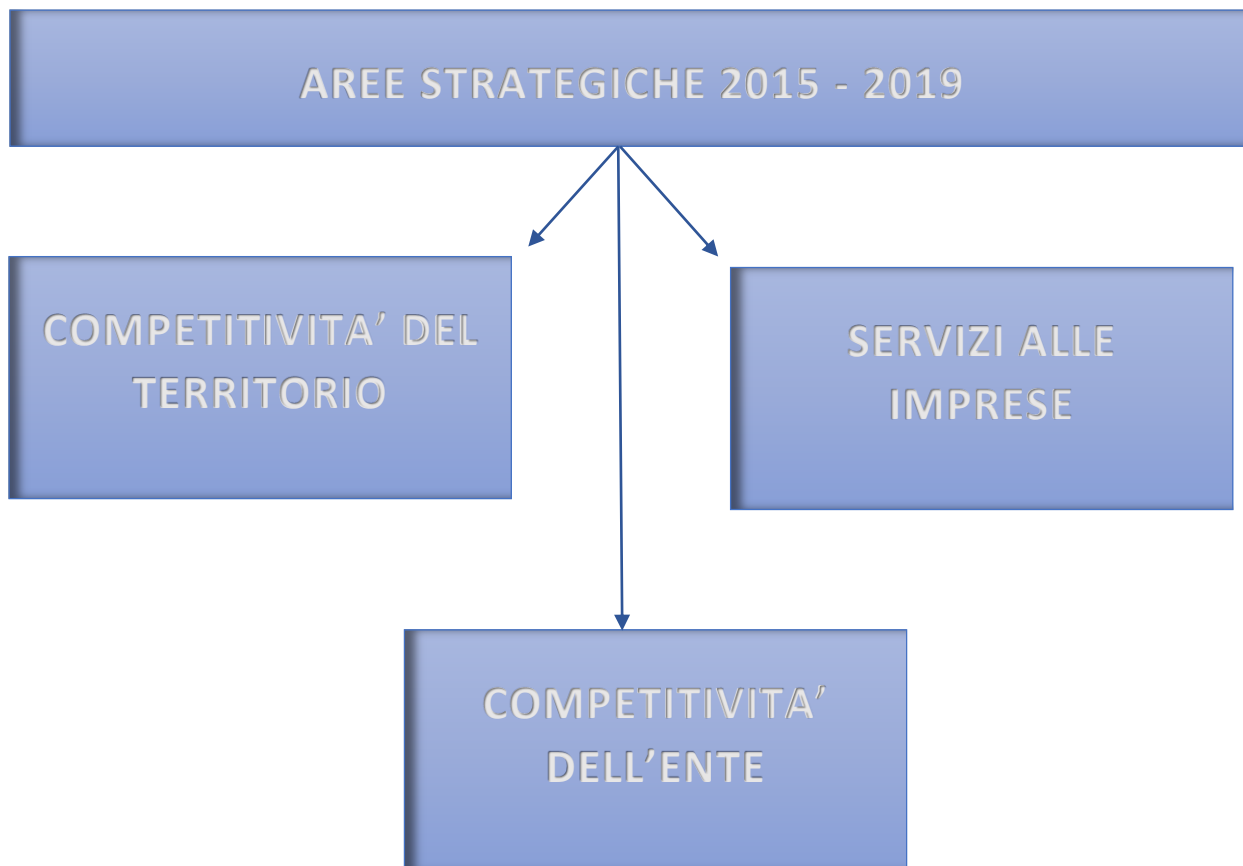 AREE STRATEGICHE 2015 - 2019
COMPETITIVITA’ DEL
TERRITORIO
SERVIZI ALLE
IMPRESE
COMPETITIVITA’
DELL’ENTE